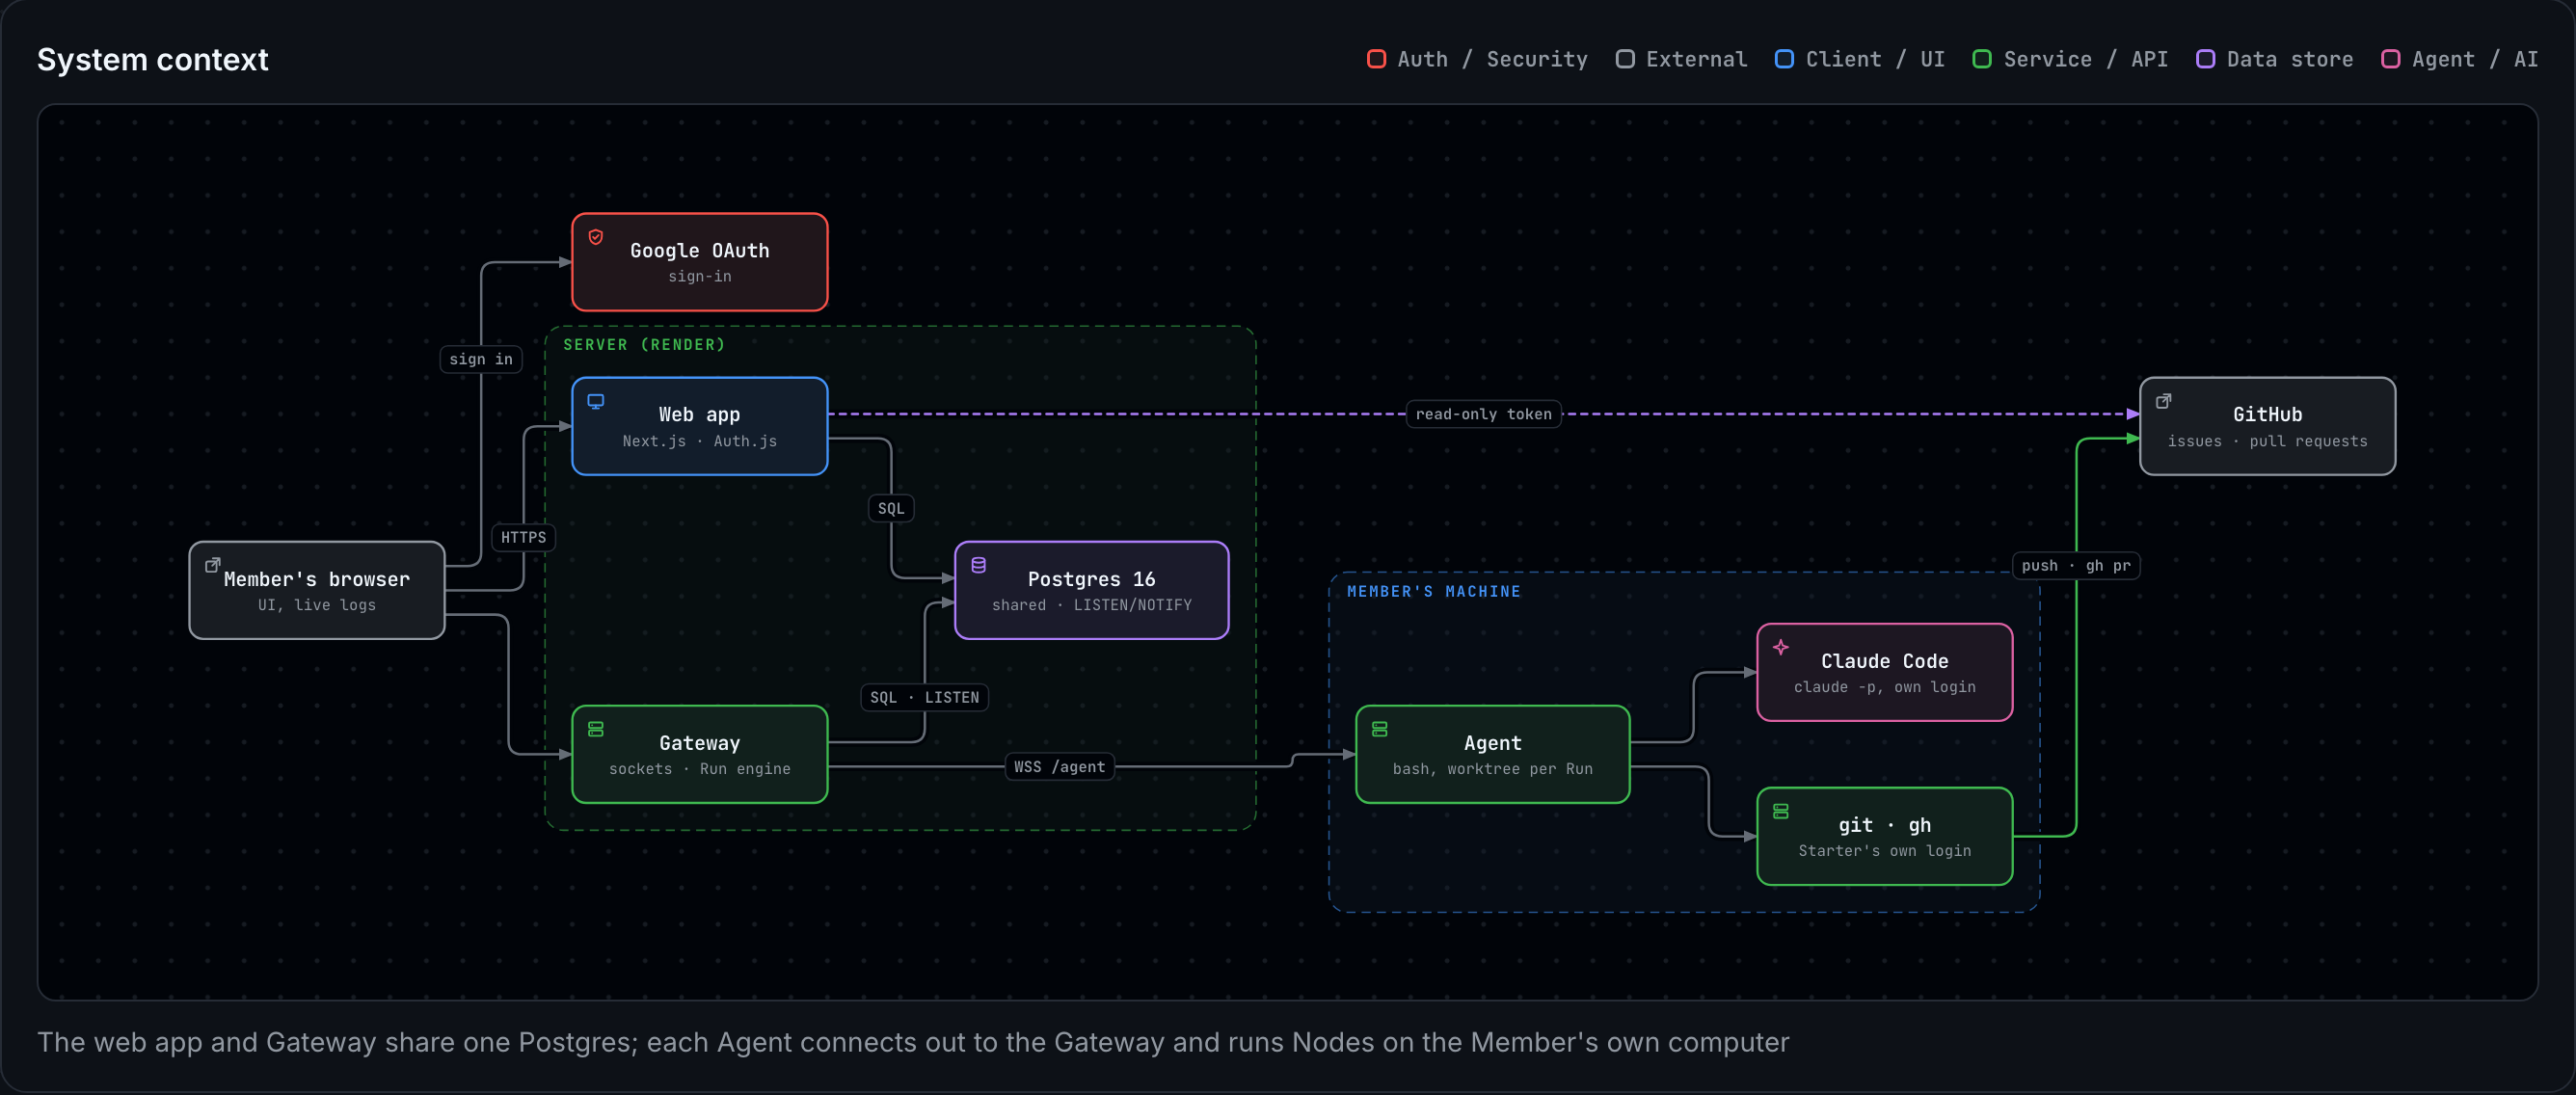 System context
Auth / Security
External
Client / UI
Service / API
Data store
Agent / AI
Google OAuth
sign-in
sign in
SERVER (RENDER)
Web app
Next.js · Auth.js
read-only token
GitHub
issues · pull requests
SQL
HTTPS
Member's browser
UI, live logs
Postgres 16
shared · LISTEN/NOTIFY
push · gh pr
MEMBER'S MACHINE
Claude Code
claude -p, own login
SQL · LISTEN
Gateway
sockets · Run engine
WSS /agent
Agent
bash, worktree per Run
git · gh
Starter's own login
The web app and Gateway share one Postgres; each Agent connects out to the Gateway and runs Nodes on the Member's own computer